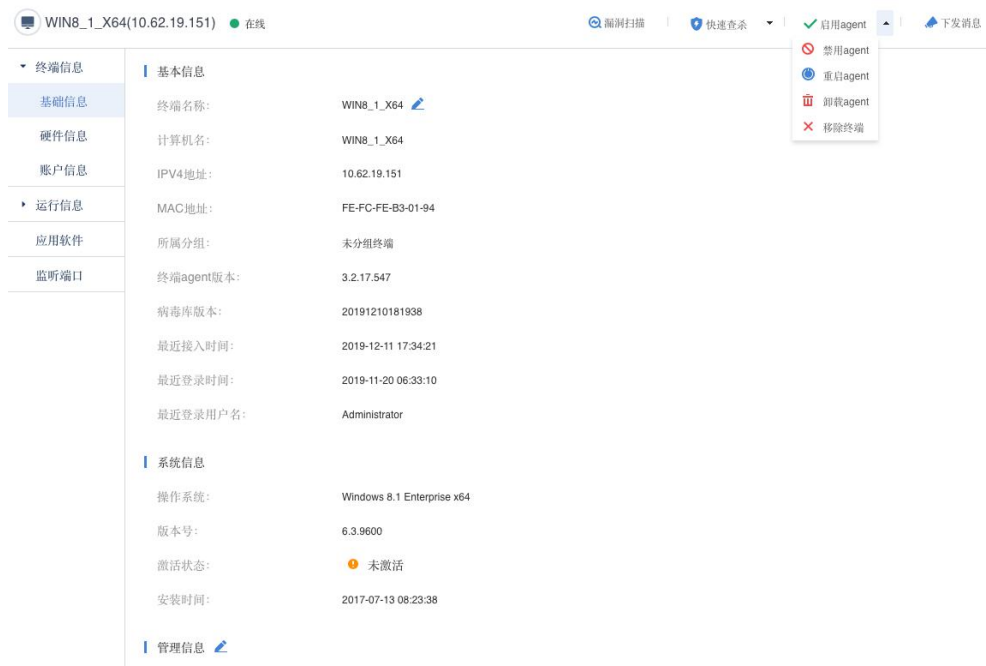 WIN8_1_X64(10.62.19.151) 在线 漏洞扫描 快速查杀 启用agent 下发消息
禁用agent
重启agent
卸载agent
移除终端
终端信息
基础信息
硬件信息
账户信息
运行信息
应用软件
监听端口
基本信息
终端名称: WIN8_1_X64
计算机名: WIN8_1_X64
IPV4地址: 10.62.19.151
MAC地址: FE-FC-FE-B3-01-94
所属分组: 未分组终端
终端agent版本: 3.2.17.547
病毒库版本: 20191210181938
最近接入时间: 2019-12-11 17:34:21
最近登录时间: 2019-11-20 06:33:10
最近登录用户名: Administrator
系统信息
操作系统: Windows 8.1 Enterprise x64
版本号: 6.3.9600
激活状态: 未激活
安装时间: 2017-07-13 08:23:38
管理信息